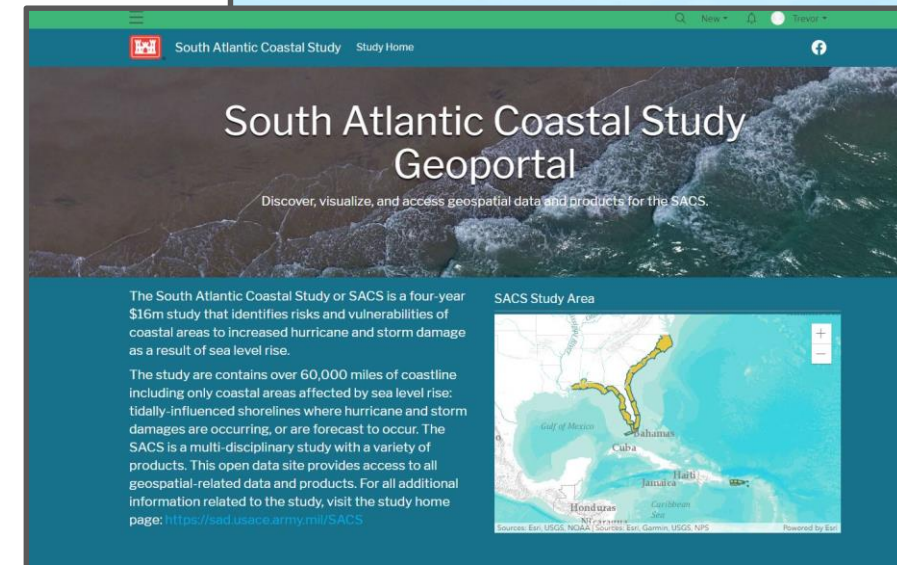 New
Trevor
South Atlantic Coastal Study Study Home
South Atlantic Coastal Study
Geoportal
Discover, visualize, and access geospatial data and products for the SACS.
The South Atlantic Coastal Study or SACS is a four-year
$16m study that identifies risks and vulnerabilities of
coastal areas to increased hurricane and storm damage
as a result of sea level rise.
The study are contains over 60,000 miles of coastline
including only coastal areas affected by sea level rise:
tidally-influenced shorelines where hurricane and storm
damages are occurring, or are forecast to occur. The
SACS is a multi-disciplinary study with a variety of
products. This open data site provides access to all
geospatial-related data and products. For all additional
information related to the study, visit the study home
page: https://sad.usace.army.mil/SACS
SACS Study Area
+
−
Gulf of Mexico
Bahamas
Cuba
Haiti
Jamaica
Honduras
Caribbean
Sea
Nicaragua
Sources: Esri, USGS, NOAA | Sources: Esri, Garmin, USGS, NPS
Powered by Esri